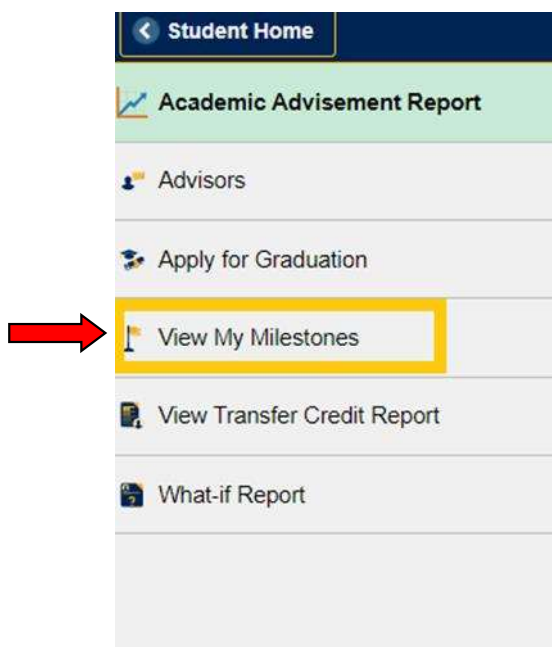 Student Home
Academic Advisement Report
Advisors
Apply for Graduation
View My Milestones
View Transfer Credit Report
What-if Report